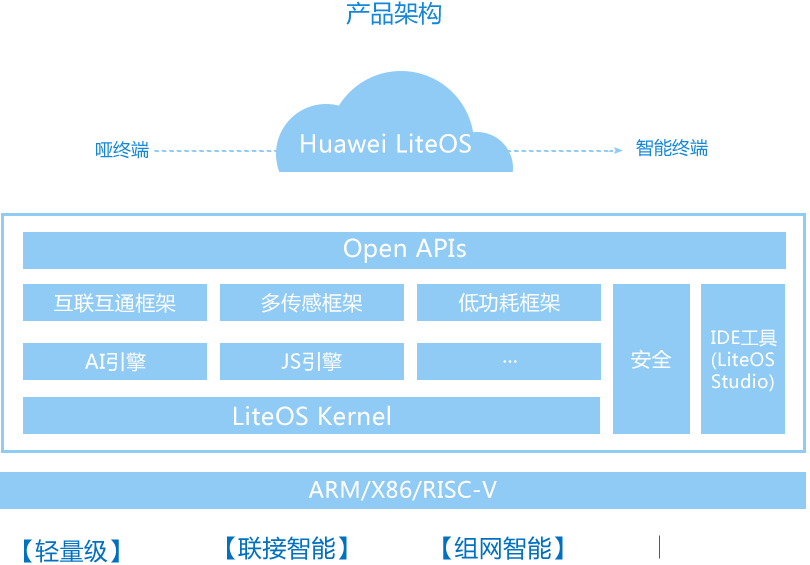 产品架构
Huawei LiteOS
哑终端
智能终端
Open APIs
互联互通框架
多传感框架
低功耗框架
AI引擎
JS引擎
...
LiteOS Kernel
安全
IDE工具
(LiteOS
Studio)
ARM/X86/RISC-V
【轻量级】
【联接智能】
【组网智能】